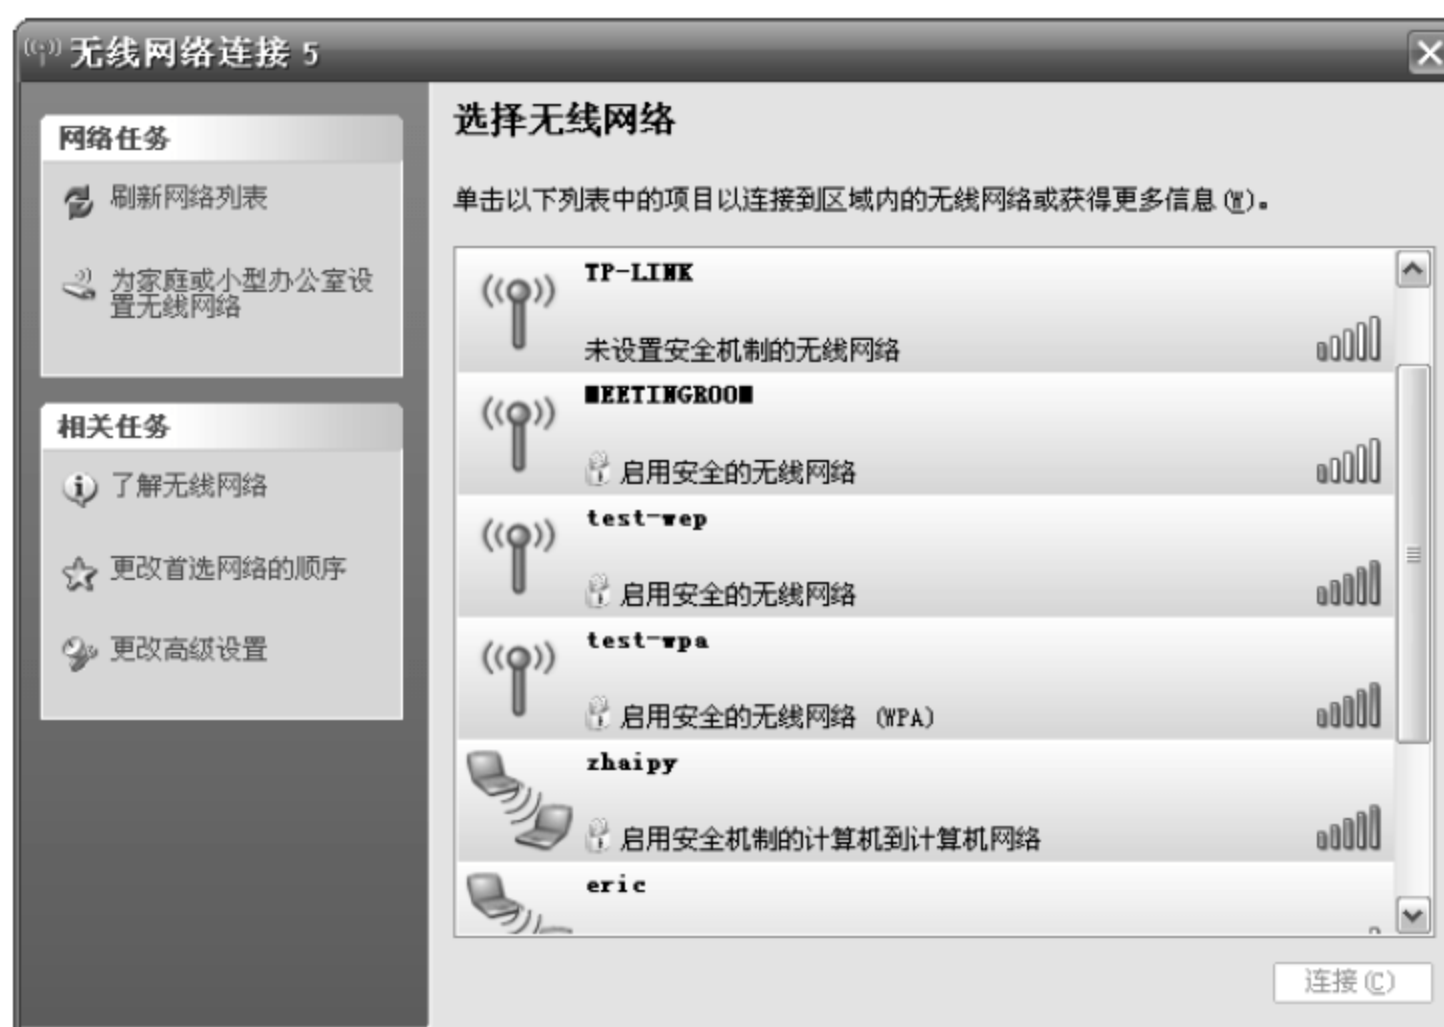 无线网络连接 5
网络任务
刷新网络列表
为家庭或小型办公室设
置无线网络
相关任务
了解无线网络
更改首选网络的顺序
更改高级设置
选择无线网络
单击以下列表中的项目以连接到区域内的无线网络或获得更多信息(W)。
TP-LINK
未设置安全机制的无线网络
MEETINGROOM
启用安全的无线网络
test-wep
启用安全的无线网络
test-wpa
启用安全的无线网络 (WPA)
zhaipy
启用安全机制的计算机到计算机网络
eric
连接(C)